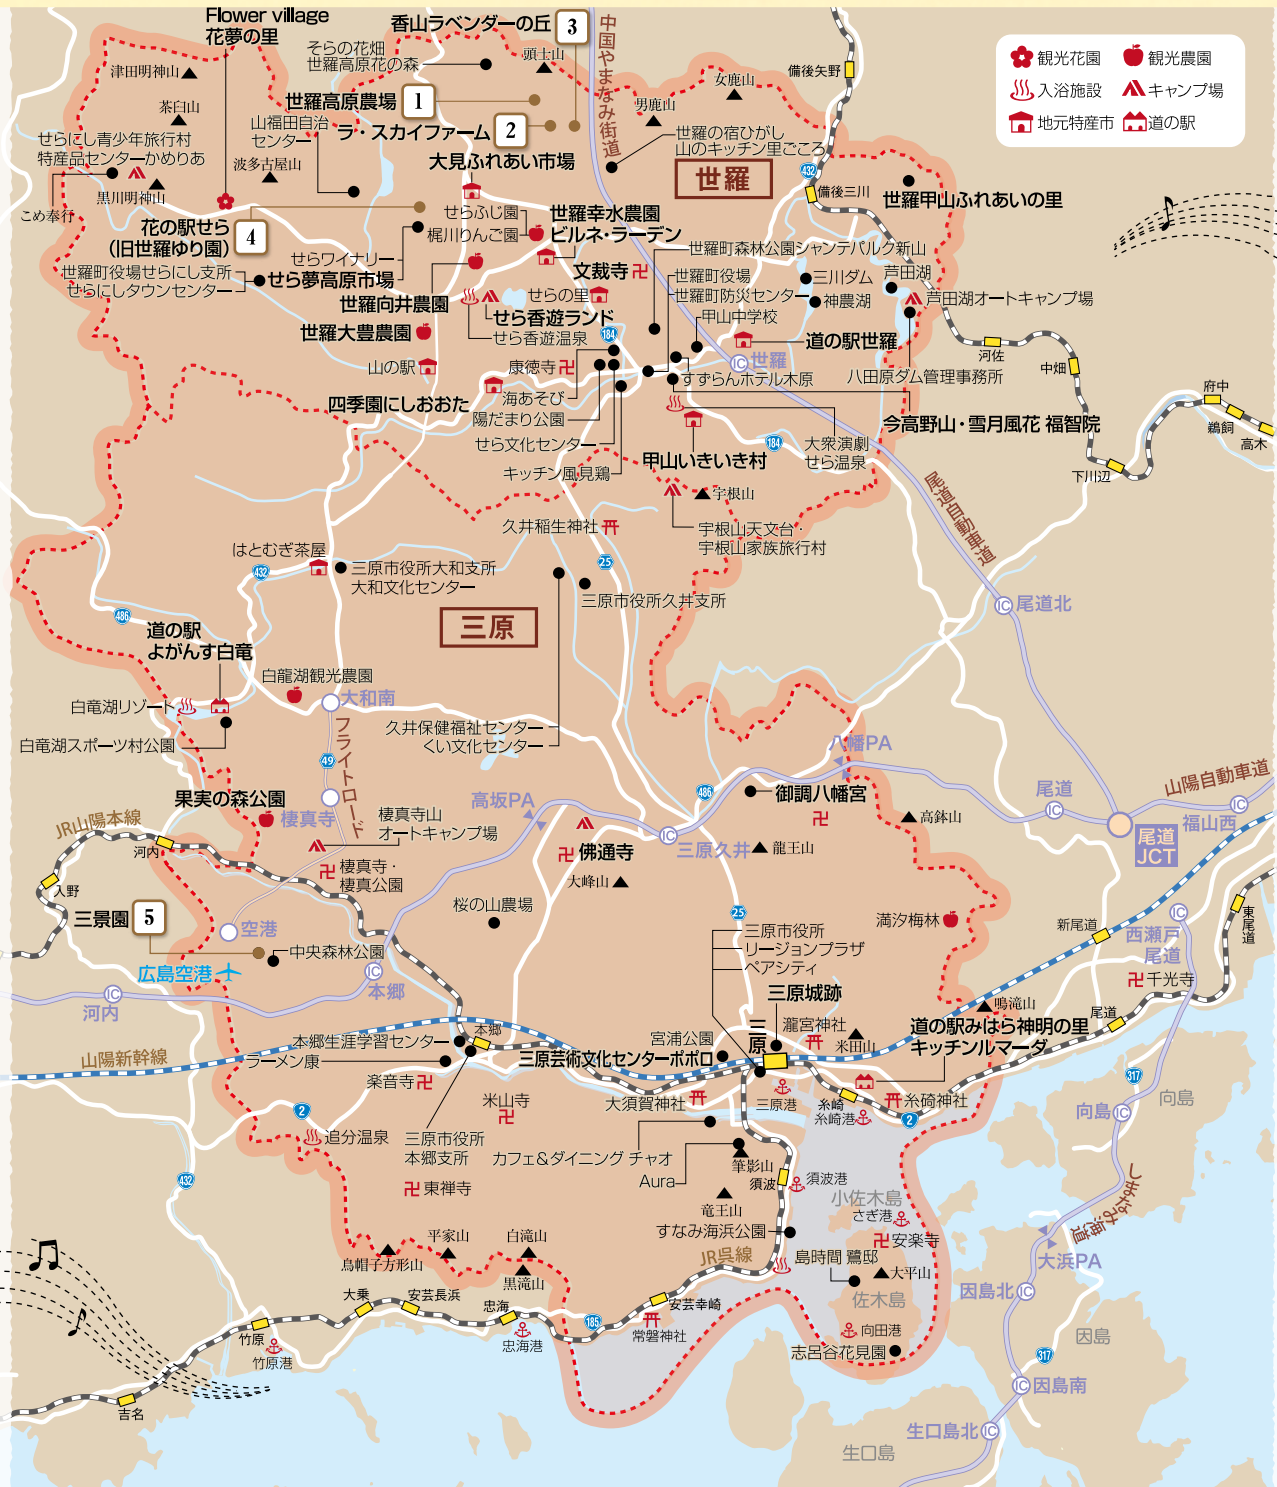 Flower village
花夢の里
香山ラベンダーの丘
3
中国やまなみ街道
観光花園
観光農園
入浴施設
キャンプ場
地元特産市
道の駅
津田明神山
そらの花畑
世羅高原花の森
頭士山
女鹿山
備後矢野
茶臼山
世羅高原農場
1
男鹿山
山福田自治
センター
ラ・スカイファーム
2
世羅の宿ひがし
山のキッチン里ごころ
せらにし青少年旅行村
特産品センターかめりあ
波多古屋山
大見ふれあい市場
世羅
432
備後三川
黒川明神山
こめ奉行
世羅甲山ふれあいの里
花の駅せら
(旧世羅ゆり園)
4
せらふじ園
梶川りんご園
世羅幸水農園
ビルネ・ラーデン
世羅町森林公園シャンテパルク新山
せらワイナリー
せら夢高原市場
世羅町役場せらにし支所
せらにしタウンセンター
文裁寺
世羅町役場
世羅町防災センター
三川ダム
芦田湖
世羅向井農園
せらの里
神農湖
芦田湖オートキャンプ場
せら香遊ランド
甲山中学校
世羅大豊農園
せら香遊温泉
184
道の駅世羅
河佐
山の駅
康徳寺
IC
世羅
中畑
すずらんホテル木原
八田原ダム管理事務所
府中
四季園にしおおた
海あそび
陽だまり公園
鵜飼
今高野山・雪月風花 福智院
高木
せら文化センター
184
大衆演劇
せら温泉
キッチン風見鶏
甲山いきいき村
下川辺
宇根山
尾道自動車道
久井稲生神社
宇根山天文台・
宇根山家族旅行村
はとむぎ茶屋
432
三原市役所大和支所
大和文化センター
25
三原市役所久井支所
486
三原
IC
尾道北
道の駅
よがんす白竜
白龍湖観光農園
白竜湖リゾート
大和南
白竜湖スポーツ村公園
フライトロード
久井保健福祉センター
くい文化センター
八幡PA
49
山陽自動車道
果実の森公園
高坂PA
486
御調八幡宮
尾道
IC
IC
福山西
JR山陽本線
棲真寺
棲真寺山
オートキャンプ場
高鉢山
IC
三原久井
尾道
JCT
河内
佛通寺
龍王山
棲真寺・
棲真公園
大峰山
入野
三景園
5
桜の山農場
25
満汐梅林
東尾道
空港
三原市役所
リージョンプラザ
ペアシティ
新尾道
IC
西瀬戸
尾道
中央森林公園
広島空港
IC
本郷
千光寺
IC
河内
三原城跡
鳴滝山
尾道
本郷
三原
瀧宮神社
道の駅みはら神明の里
キッチンルマーダ
本郷生涯学習センター
宮浦公園
米田山
山陽新幹線
ラーメン康
三原芸術文化センターポポロ
317
楽音寺
三原港
糸崎
糸碕神社
米山寺
大須賀神社
糸崎港
IC
向島
向島
2
2
追分温泉
三原市役所
本郷支所
カフェ&ダイニング チャオ
432
筆影山
須波
須波港
Aura
東禅寺
小佐木島
しまなみ海道
竜王山
さぎ港
すなみ海浜公園
平家山
白滝山
安楽寺
JR呉線
島時間 鷺邸
大浜PA
烏帽子方形山
黒滝山
大平山
因島北
IC
大乗
安芸長浜
忠海
安芸幸崎
佐木島
竹原
185
向田港
因島
常磐神社
竹原港
忠海港
志呂谷花見園
317
IC
因島南
吉名
生口島北
IC
生口島